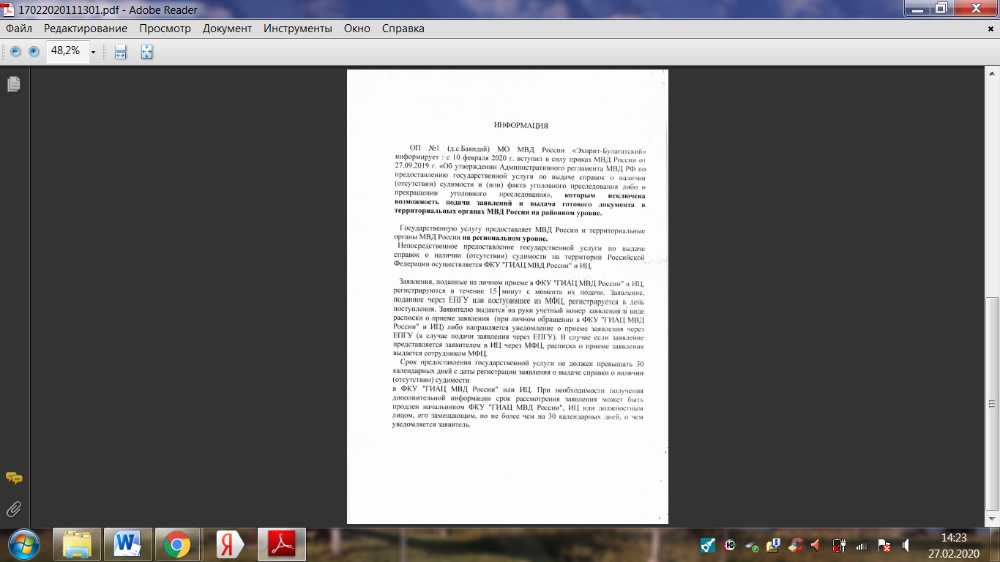 17022020111301.pdf - Adobe Reader
Файл Редактирование Просмотр Документ Инструменты Окно Справка
48,2%
ИНФОРМАЦИЯ
ОП №1 (д.с.Баяндай) МО МВД России «Эхирит-Булагатский»
информирует : с 10 февраля 2020 г. вступил в силу приказ МВД России от
27.09.2019 г. «Об утверждении Административного регламента МВД РФ по
предоставлению государственной услуги по выдаче справок о наличии
(отсутствии) судимости и (или) факта уголовного преследования либо о
прекращении уголовного преследования», которым исключена
возможность подачи заявлений и выдача готового документа в
территориальных органах МВД России на районном уровне.
Государственную услугу предоставляет МВД России и территориальные
органы МВД России на региональном уровне.
Непосредственное предоставление государственной услуги по выдаче
справок о наличии (отсутствии) судимости на территории Российской
Федерации осуществляется ФКУ "ГИАЦ МВД России" и ИЦ.
Заявления, поданные на личном приеме в ФКУ "ГИАЦ МВД России" и ИЦ,
регистрируются в течение 15 минут с момента их подачи. Заявление,
поданное через ЕПГУ или поступившее из МФЦ, регистрируется в день
поступления. Заявителю выдается на руки учетный номер заявления в виде
расписки о приеме заявления (при личном обращении в ФКУ "ГИАЦ МВД
России" и ИЦ) либо направляется уведомление о приеме заявления через
ЕПГУ (в случае подачи заявления через ЕПГУ). В случае если заявление
представляется заявителем в ИЦ через МФЦ, расписка о приеме заявления
выдается сотрудником МФЦ.
Срок предоставления государственной услуги не должен превышать 30
календарных дней с даты регистрации заявления о выдаче справки о наличии
(отсутствии) судимости
в ФКУ "ГИАЦ МВД России" или ИЦ. При необходимости получения
дополнительной информации срок рассмотрения заявления может быть
продлен начальником ФКУ "ГИАЦ МВД России", ИЦ или должностным
лицом, его замещающим, но не более чем на 30 календарных дней, о чем
уведомляется заявитель.
14:23
27.02.2020